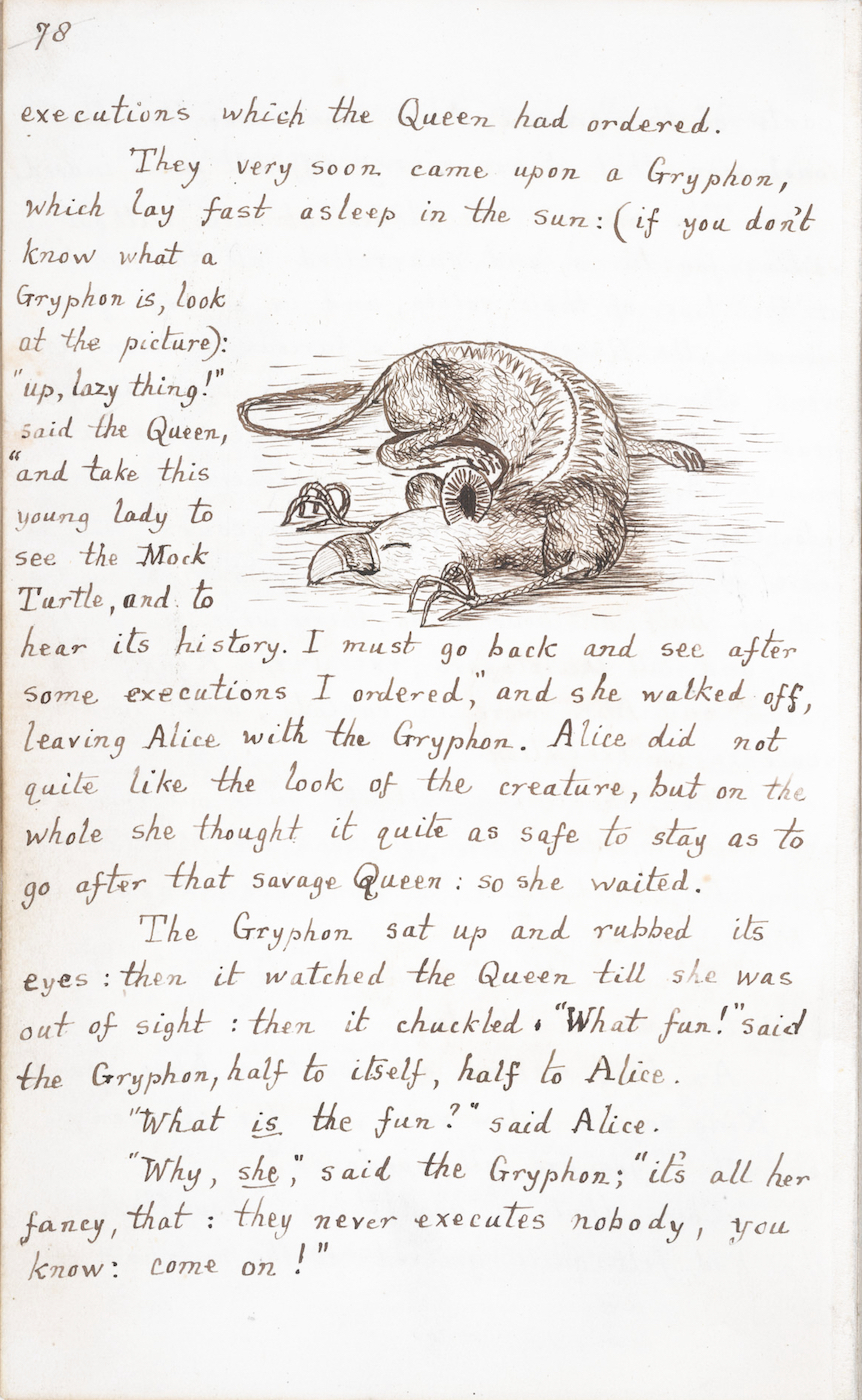 78
executions which the Queen had ordered.
They very soon came upon a Gryphon,
which lay fast asleep in the sun: (if you don't
know what a
Gryphon is, look
at the picture):
"up, lazy thing!"
said the Queen,
"and take this
young lady to
see the Mock
Turtle, and to
hear its history. I must go back and see after
some executions I ordered," and she walked off,
leaving Alice with the Gryphon. Alice did not
quite like the look of the creature, but on the
whole she thought it quite as safe to stay as to
go after that savage Queen: so she waited.
The Gryphon sat up and rubbed its
eyes: then it watched the Queen till she was
out of sight: then it chuckled. "What fun!" said
the Gryphon, half to itself, half to Alice.
"What is the fun?" said Alice.
"Why, she," said the Gryphon; "it's all her
fancy, that: they never executes nobody, you
know: come on!"